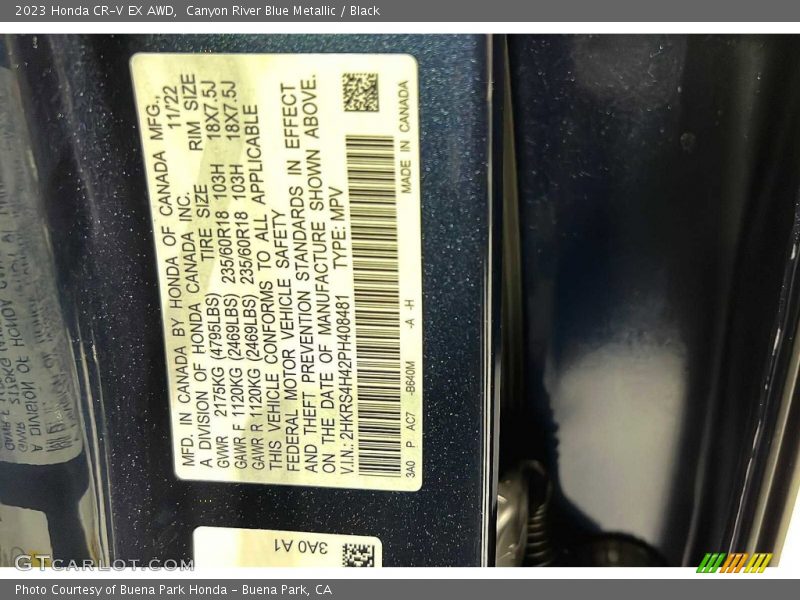 2023 Honda CR-V EX AWD,  Canyon River Blue Metallic / Black
MFD. IN CANADA BY HONDA OF CANADA MFG.,
A DIVISION OF HONDA CANADA INC. 11/22
TIRE SIZE RIM SIZE
GVWR 2175KG (4795LBS)
GAWR F 1120KG (2469LBS) 235/60R18 103H 18X7.5J
GAWR R 1120KG (2469LBS) 235/60R18 103H 18X7.5J
THIS VEHICLE CONFORMS TO ALL APPLICABLE
FEDERAL MOTOR VEHICLE SAFETY
AND THEFT PREVENTION STANDARDS IN EFFECT
ON THE DATE OF MANUFACTURE SHOWN ABOVE.
V.I.N.: 2HKRS4H42PH408481 TYPE: MPV
3A0 P AC7 -B640M -A -H MADE IN CANADA
3A0 A1
GTcarlot.com
Photo Courtesy of Buena Park Honda - Buena Park, CA